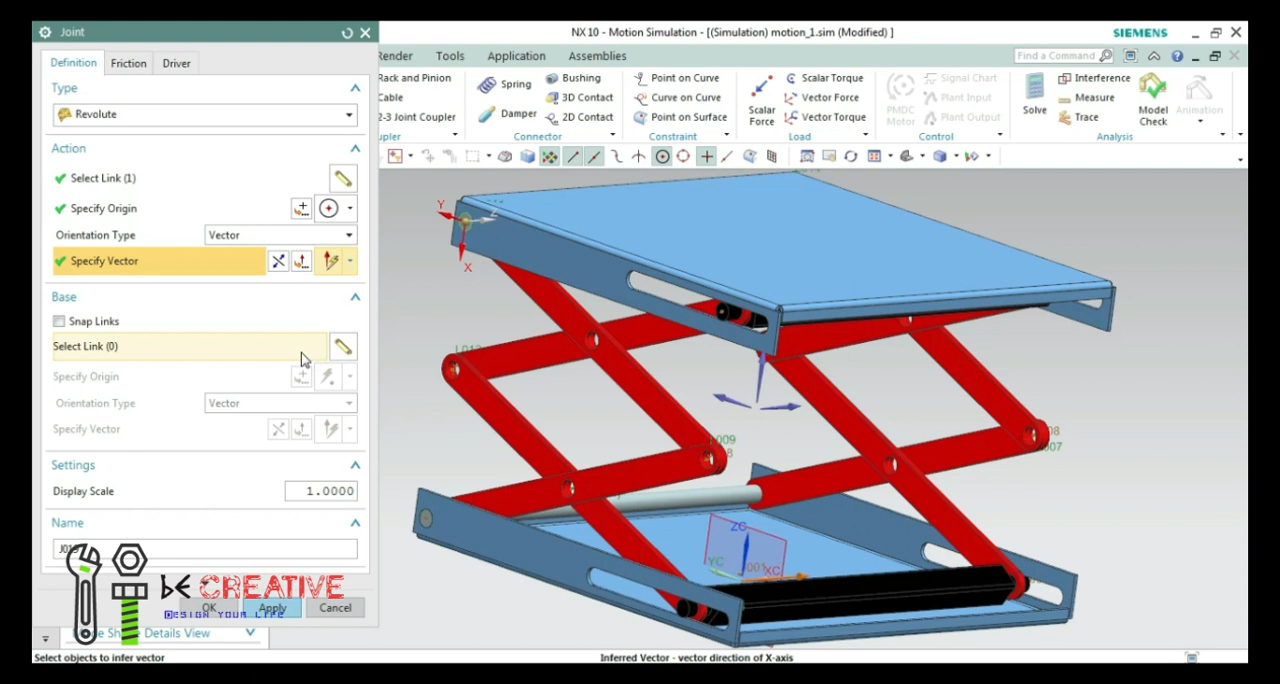 Joint
NX 10 - Motion Simulation - [(Simulation) motion_1.sim (Modified) ]
SIEMENS
Definition
Friction
Driver
Render
Tools
Application
Assemblies
Find a Command
Type
Revolute
Action
Select Link (1)
Specify Origin
Orientation Type
Vector
Specify Vector
Base
Snap Links
Select Link (0)
Specify Origin
Orientation Type
Vector
Specify Vector
Settings
Display Scale
1.0000
Name
OK
Apply
Cancel
Details View
Rack and Pinion
Cable
2-3 Joint Coupler
Spring
Damper
Bushing
3D Contact
2D Contact
Connector
Point on Curve
Curve on Curve
Point on Surface
Constraint
Scalar Force
Scalar Torque
Vector Force
Vector Torque
Load
PMDC Motor
Signal Chart
Plant Input
Plant Output
Control
Solve
Interference
Measure
Trace
Model Check
Animation
Analysis
Y
Z
X
ZC
YC
XC
BE CREATIVE
DESIGN YOUR LIFE
Select objects to infer vector
Inferred Vector - vector direction of X-axis